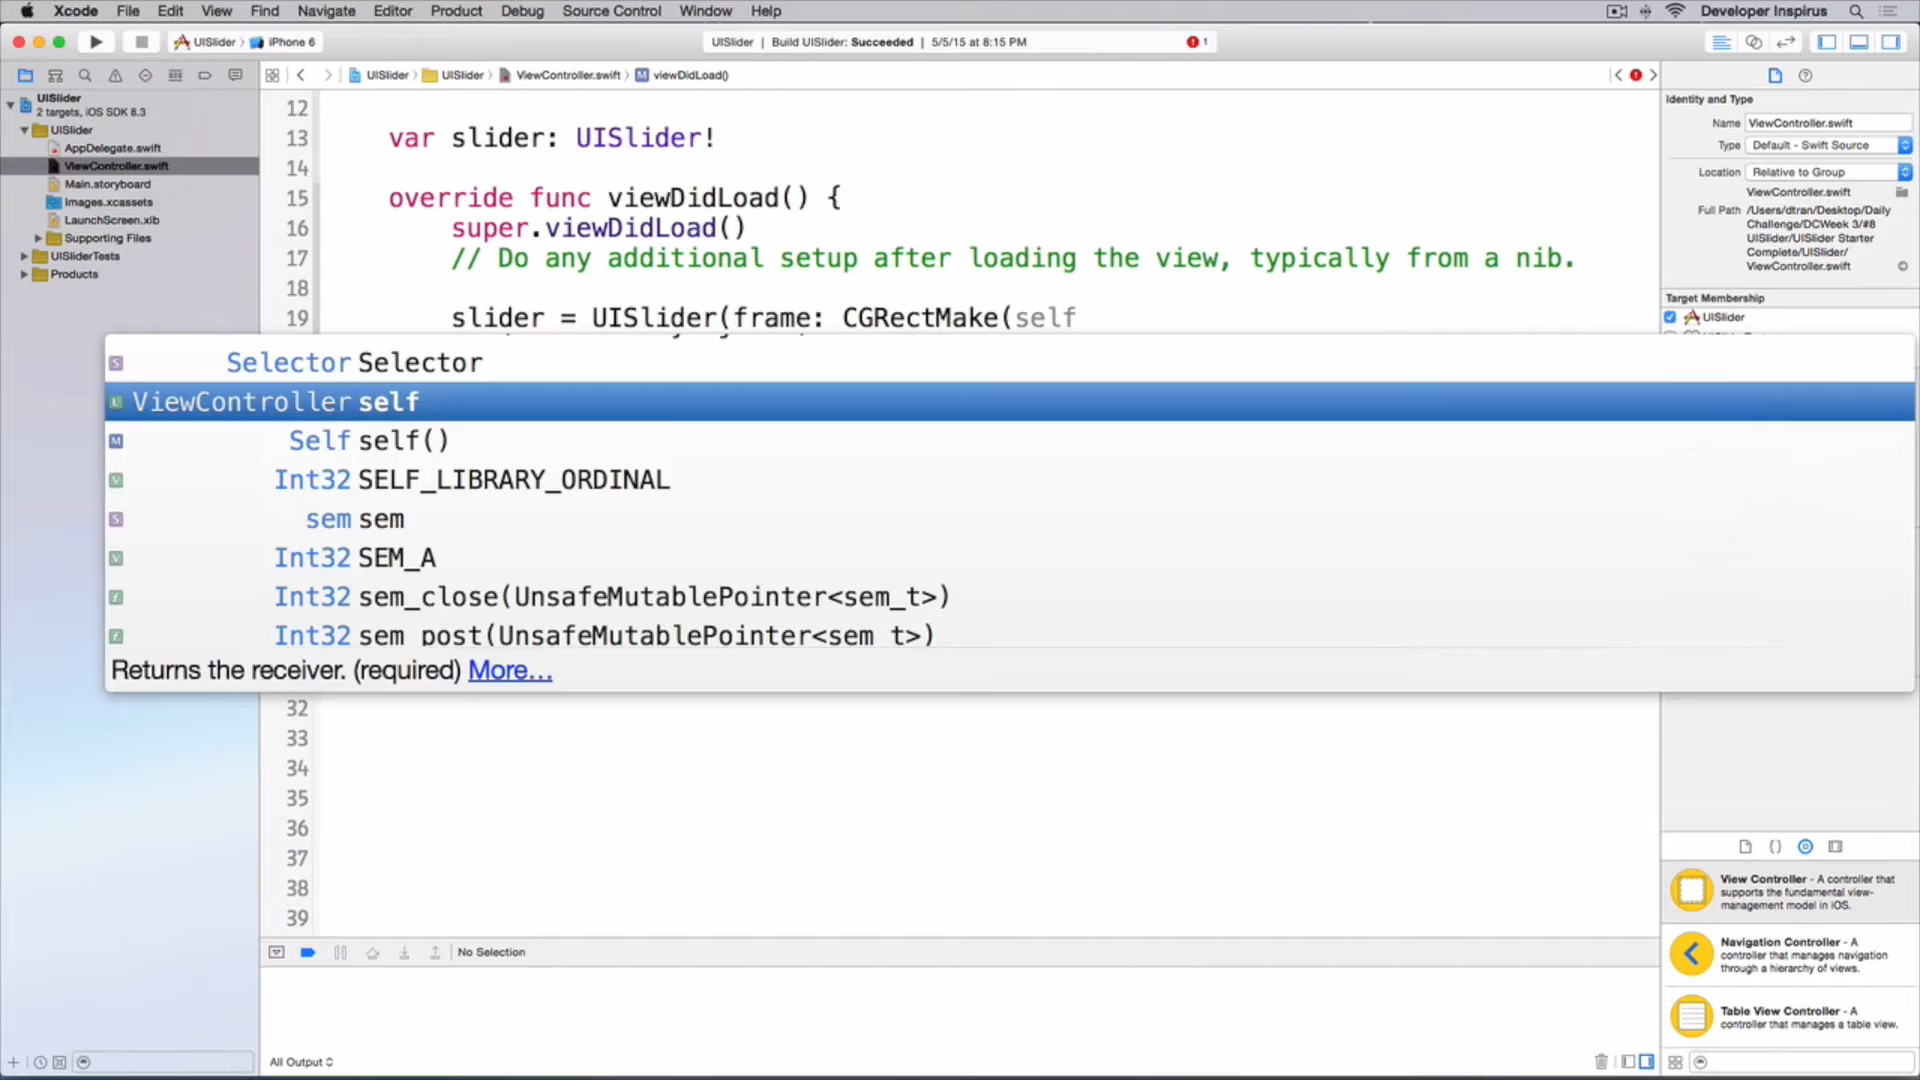 Xcode File Edit View Find Navigate Editor Product Debug Source Control Window Help
Developer Inspirus
UISlider iPhone 6
UISlider | Build UISlider: Succeeded | 5/5/15 at 8:15 PM
1
UISlider UISlider ViewController.swift M viewDidLoad()
UISlider
2 targets, iOS SDK 8.3
UISlider
AppDelegate.swift
ViewController.swift
Main.storyboard
Images.xcassets
LaunchScreen.xib
Supporting Files
UISliderTests
Products
12
13 var slider: UISlider!
14
15 override func viewDidLoad() {
16 super.viewDidLoad()
17 // Do any additional setup after loading the view, typically from a nib.
18
19 slider = UISlider(frame: CGRectMake(self
S Selector Selector
U ViewController self
M Self self()
V Int32 SELF_LIBRARY_ORDINAL
S sem sem
V Int32 SEM_A
f Int32 sem_close(UnsafeMutablePointer<sem_t>)
f Int32 sem_post(UnsafeMutablePointer<sem_t>)
Returns the receiver. (required) More…
32
33
34
35
36
37
38
39
No Selection
All Output
Identity and Type
Name ViewController.swift
Type Default - Swift Source
Location Relative to Group
ViewController.swift
Full Path /Users/dtran/Desktop/Daily
Challenge/DCWeek 3/#8
UISlider/UISlider Starter
Complete/UISlider/
ViewController.swift
Target Membership
UISlider
{}
View Controller - A controller that
supports the fundamental view-
management model in iOS.
Navigation Controller - A
controller that manages navigation
through a hierarchy of views.
Table View Controller - A
controller that manages a table view.